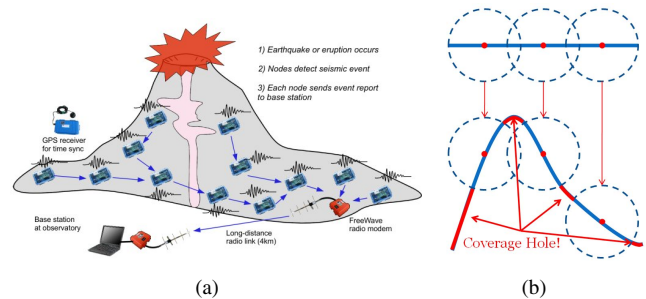 1) Earthquake or eruption occurs
2) Nodes detect seismic event
3) Each node sends event report
to base station
GPS receiver
for time sync
Base station
at observatory
Long-distance
radio link (4km)
FreeWave
radio modem
Coverage Hole!
(a)
(b)